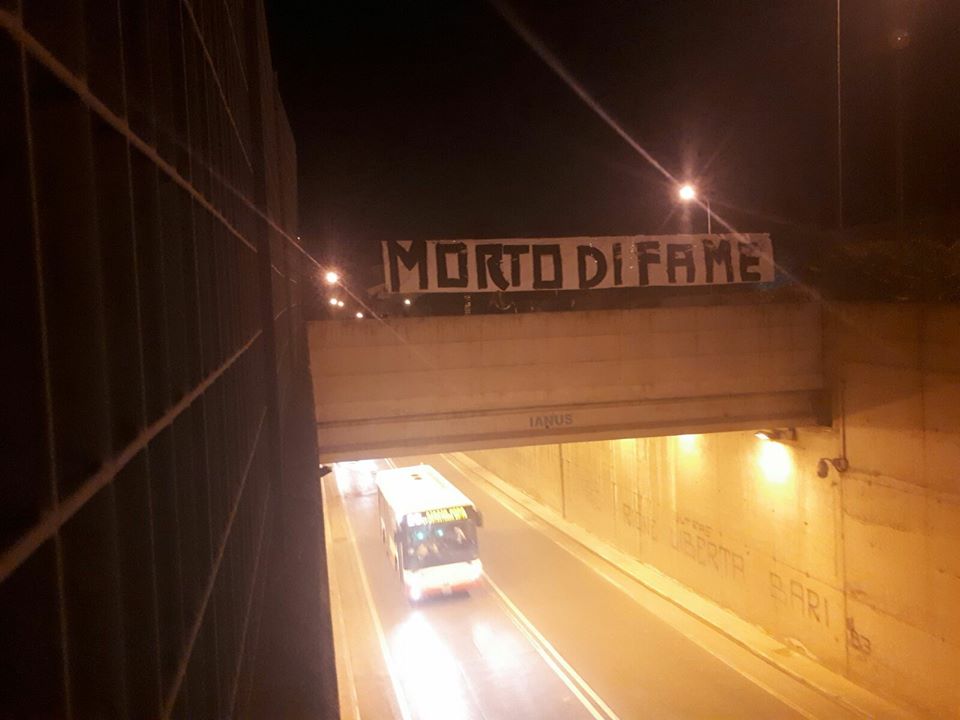 MORTO DI FAME
IANUS
LIBERTA'
BARI